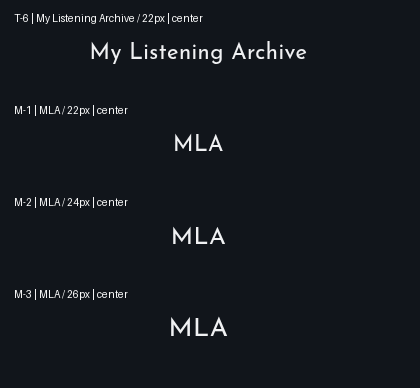 T-6 | My Listening Archive / 22px | center
My Listening Archive
M-1 | MLA / 22px | center
MLA
M-2 | MLA / 24px | center
MLA
M-3 | MLA / 26px | center
MLA